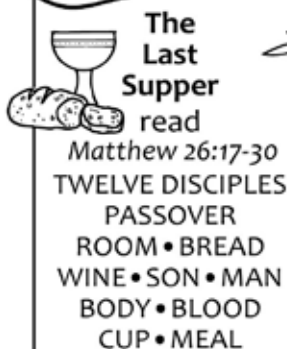 The
Last
Supper
read
Matthew 26:17-30
TWELVE DISCIPLES
PASSOVER
ROOM • BREAD
WINE • SON • MAN
BODY • BLOOD
CUP • MEAL